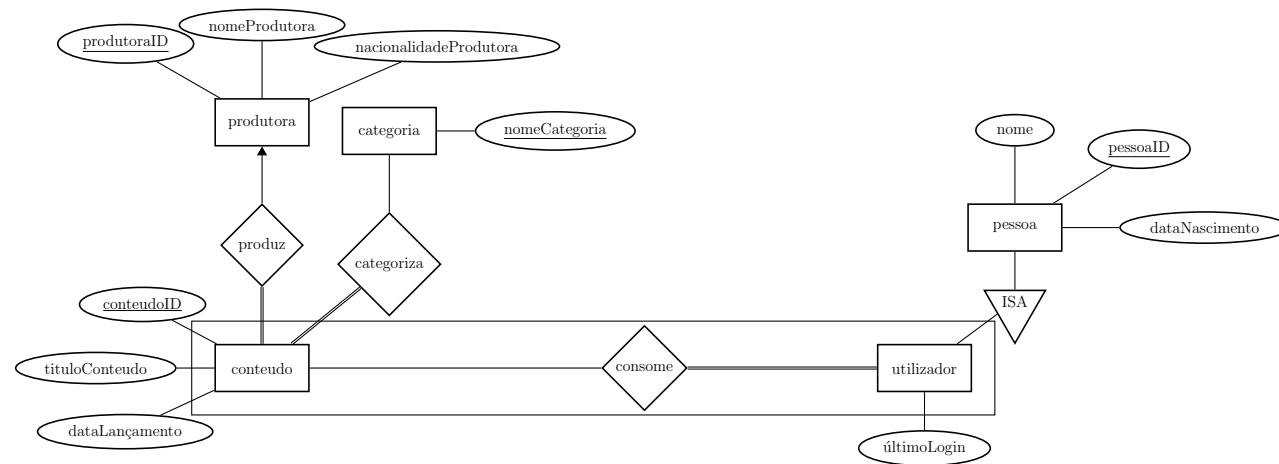 nomeProdutora
produtoraID
nacionalidadeProdutora
produtora
categoria
nomeCategoria
nome
pessoaID
pessoa
dataNascimento
produz
categoriza
conteudoID
ISA
tituloConteudo
conteudo
consome
utilizador
dataLançamento
últimoLogin